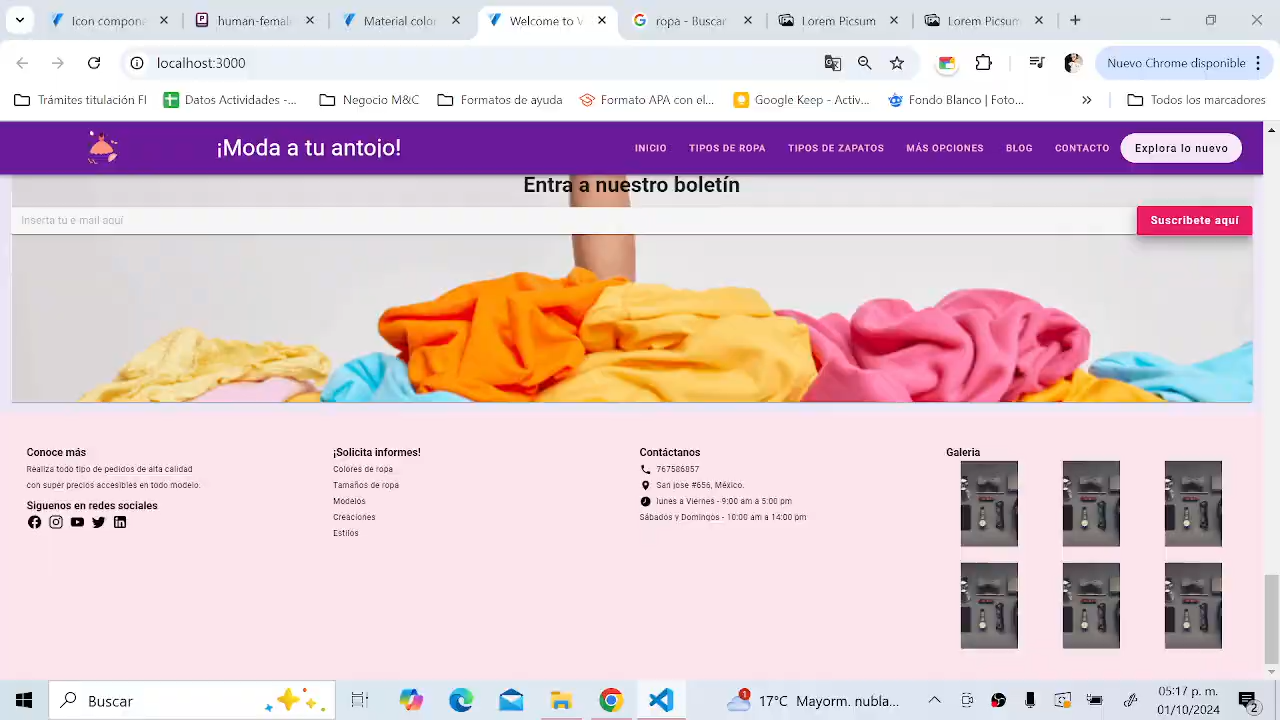 Icon compone
human-female
Material colo
Welcome to V
ropa - Buscar
Lorem Picsum
Lorem Picsum
localhost:3000
Nuevo Chrome disponible
Trámites titulación FI
Datos Actividades -...
Negocio M&C
Formatos de ayuda
Formato APA con el...
Google Keep - Activ...
Fondo Blanco | Foto...
Todos los marcadores
¡Moda a tu antojo!
INICIO
TIPOS DE ROPA
TIPOS DE ZAPATOS
MÁS OPCIONES
BLOG
CONTACTO
Explora lo nuevo
Entra a nuestro boletín
Inserta tú e-mail aquí
Suscribete aquí
Conoce más
Realiza todo tipo de pedidos de alta calidad
con supér precios accesibles en todo modelo.
Siguenos en redes sociales
¡Solicita informes!
Colores de ropa
Tamaños de ropa
Modelos
Creaciones
Estilos
Contáctanos
767586857
San jose #656, México.
lunes a Viernes - 9:00 am a 5:00 pm
Sábados y Domingos - 10:00 am a 14:00 pm
Galeria
Buscar
1
17°C Mayorm. nubla...
05:17 p. m.
01/10/2024
2